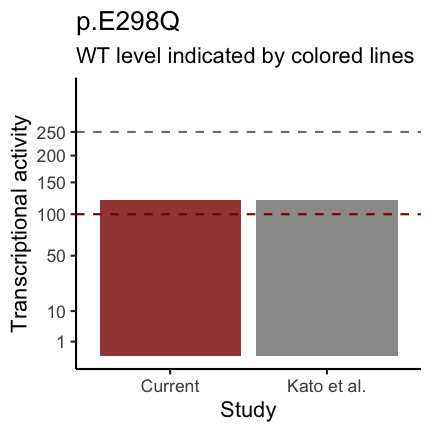 p.E298Q
WT level indicated by colored lines
Transcriptional activity
250
200
150
100
50
10
1
Current
Kato et al.
Study